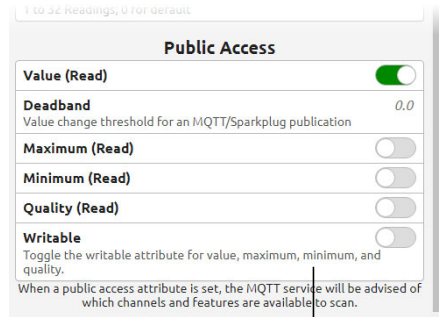 1 to 32 Readings, 0 for default
Public Access
Value (Read)
Deadband 0.0
Value change threshold for an MQTT/Sparkplug publication
Maximum (Read)
Minimum (Read)
Quality (Read)
Writable
Toggle the writable attribute for value, maximum, minimum, and
quality.
When a public access attribute is set, the MQTT service will be advised of
which channels and features are available to scan.